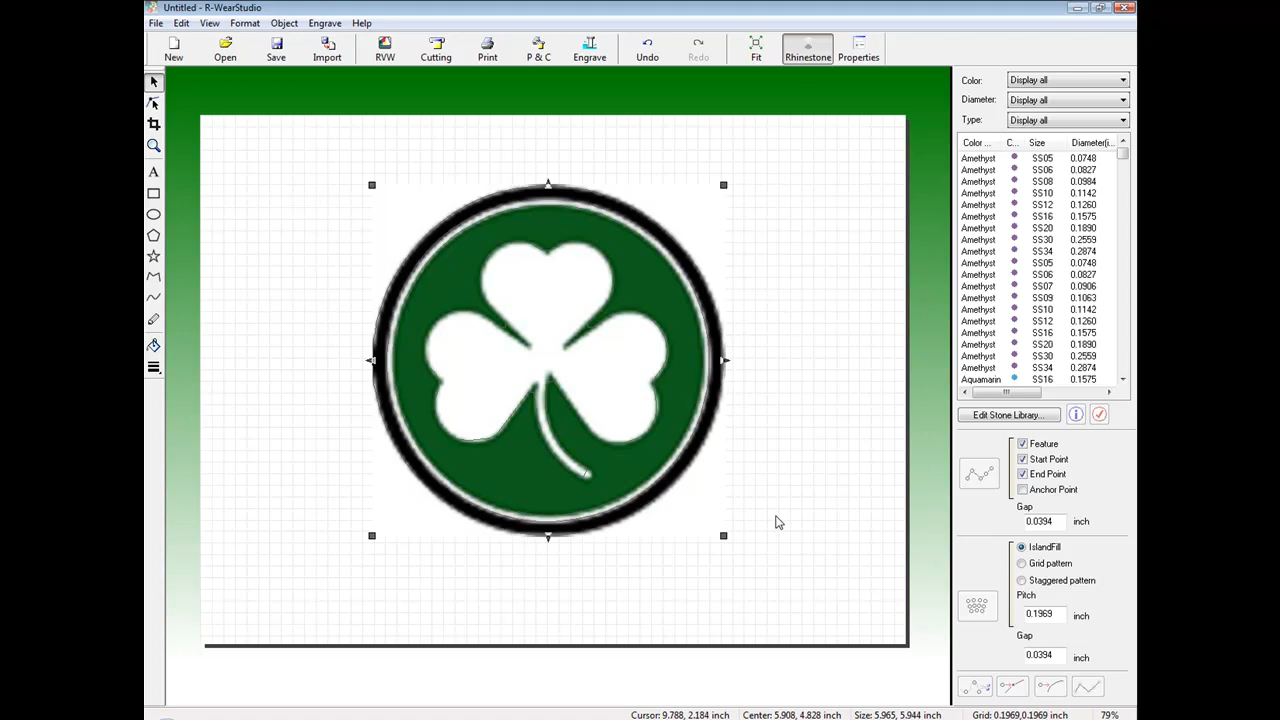 Untitled - R-WearStudio
File Edit View Format Object Engrave Help
New Open Save Import RVW Cutting Print P & C Engrave Undo Redo Fit Rhinestone Properties
Color: Display all
Diameter: Display all
Type: Display all
Color ... C... Size Diameter(i...
Amethyst SS05 0.0748
Amethyst SS06 0.0827
Amethyst SS08 0.0984
Amethyst SS10 0.1142
Amethyst SS12 0.1260
Amethyst SS16 0.1575
Amethyst SS20 0.1890
Amethyst SS30 0.2559
Amethyst SS34 0.2874
Amethyst SS05 0.0748
Amethyst SS06 0.0827
Amethyst SS07 0.0906
Amethyst SS09 0.1063
Amethyst SS10 0.1142
Amethyst SS12 0.1260
Amethyst SS16 0.1575
Amethyst SS20 0.1890
Amethyst SS30 0.2559
Amethyst SS34 0.2874
Aquamarin SS16 0.1575
Edit Stone Library...
Feature
Start Point
End Point
Anchor Point
Gap
0.0394 inch
IslandFill
Grid pattern
Staggered pattern
Pitch
0.1969 inch
Gap
0.0394 inch
Cursor: 9.788, 2.184 inch Center: 5.908, 4.828 inch Size: 5.965, 5.944 inch Grid: 0.1969,0.1969 inch 79%